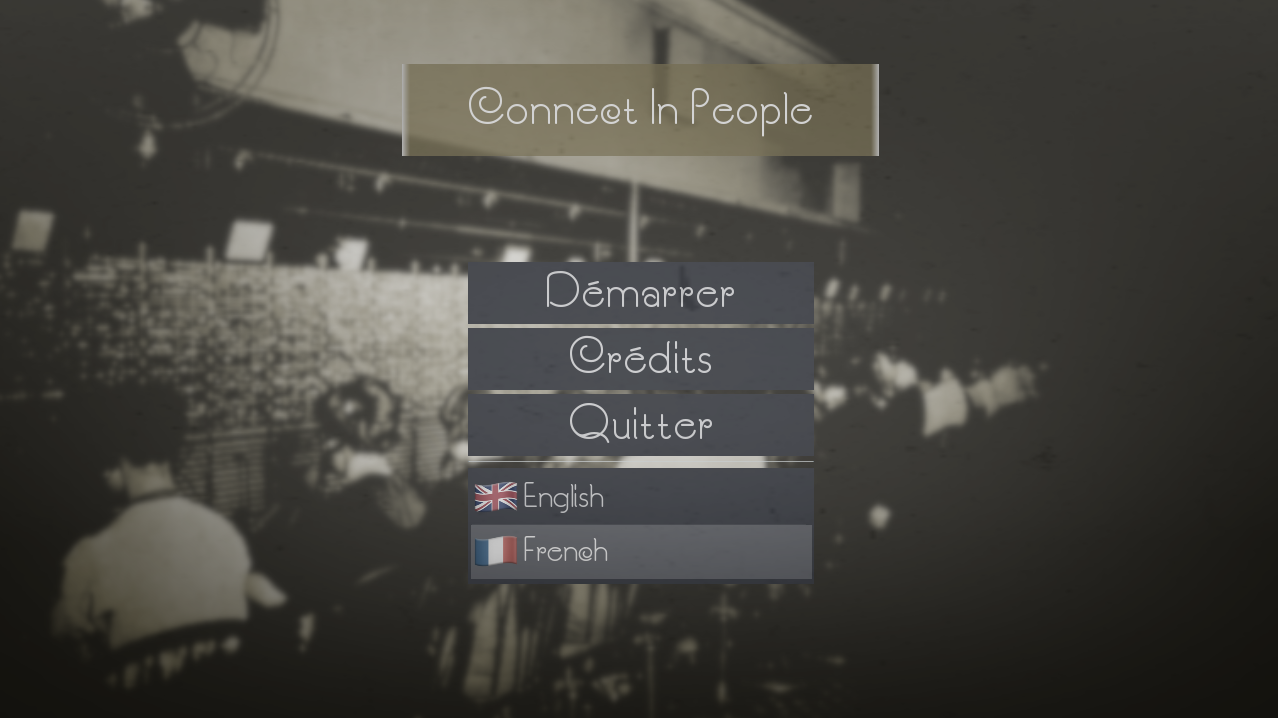 Connect In People
Démarrer
Crédits
Quitter
English
French